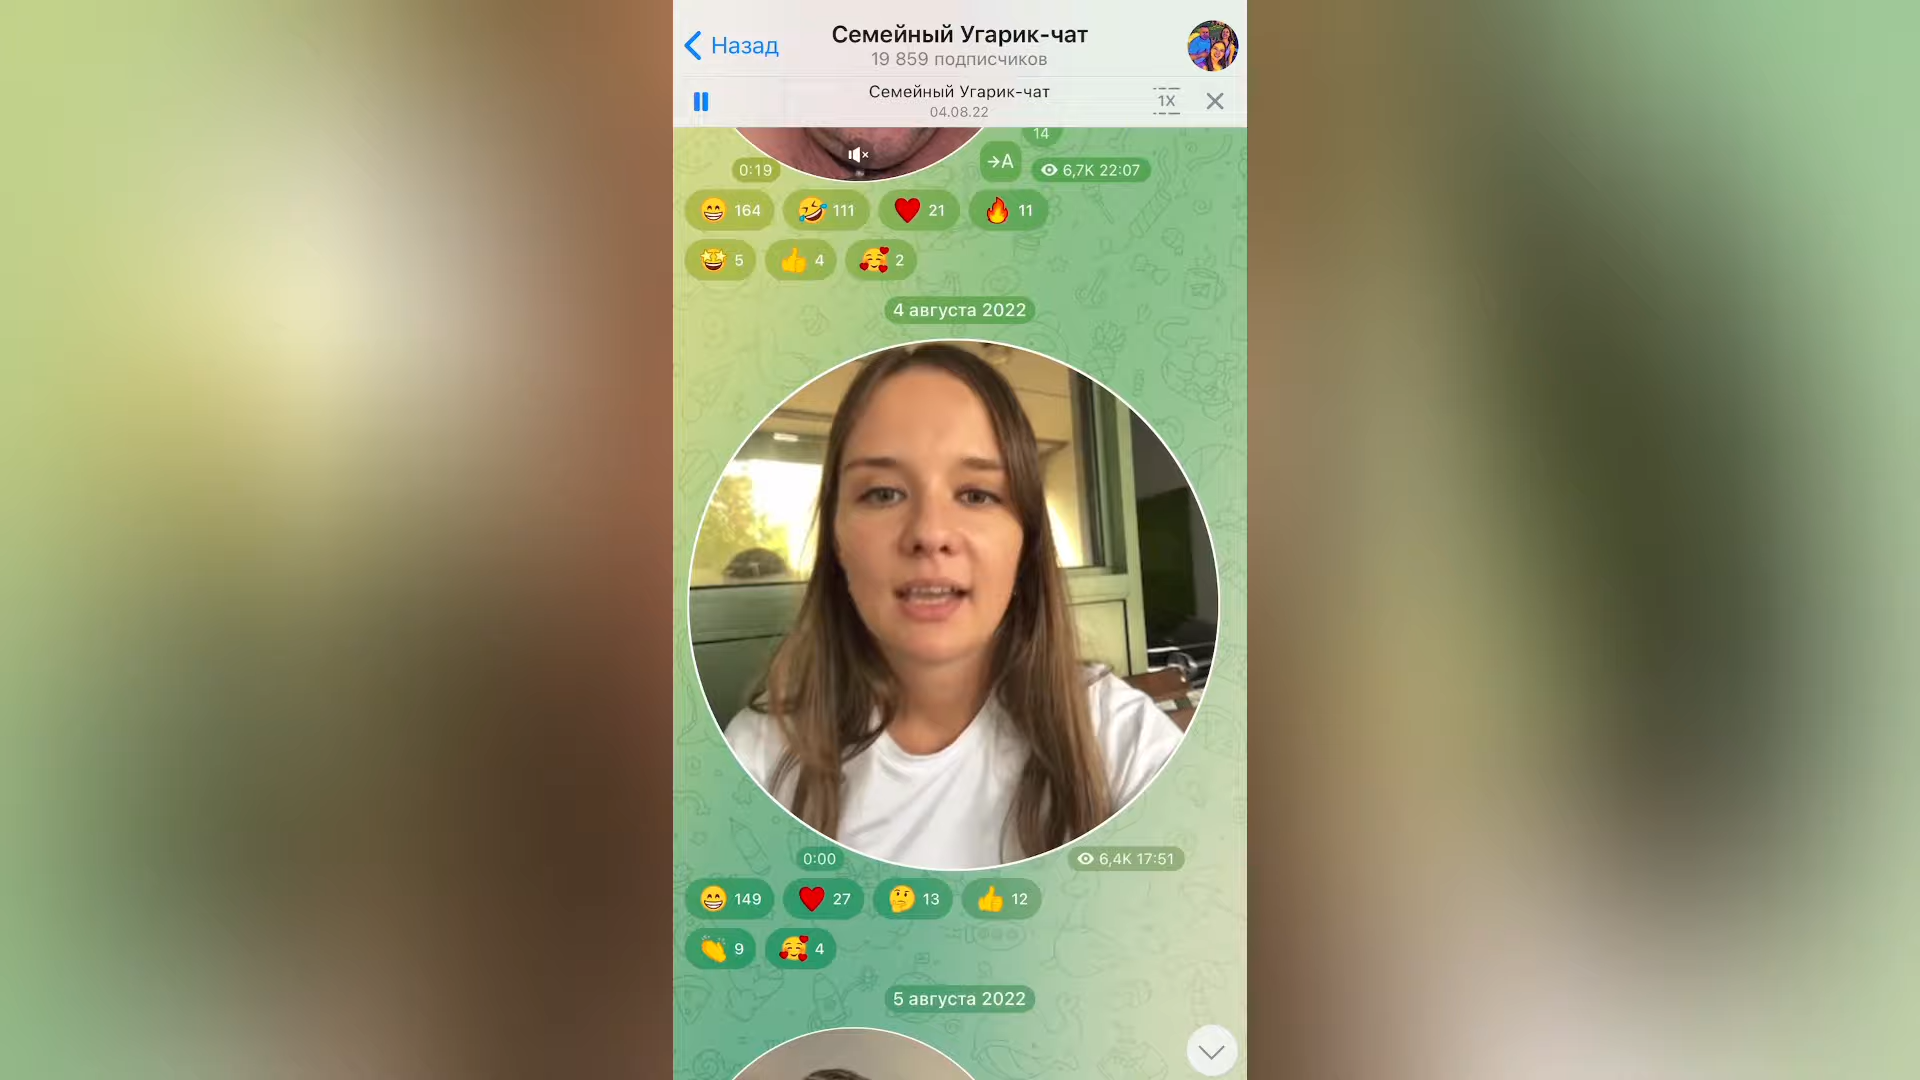 Назад
Семейный Угарик-чат
19 859 подписчиков
Семейный Угарик-чат
04.08.22
1X
14
0:19
→A
6,7K 22:07
164 111 21 11
5 4 2
4 августа 2022
0:00
6,4K 17:51
149 27 13 12
9 4
5 августа 2022